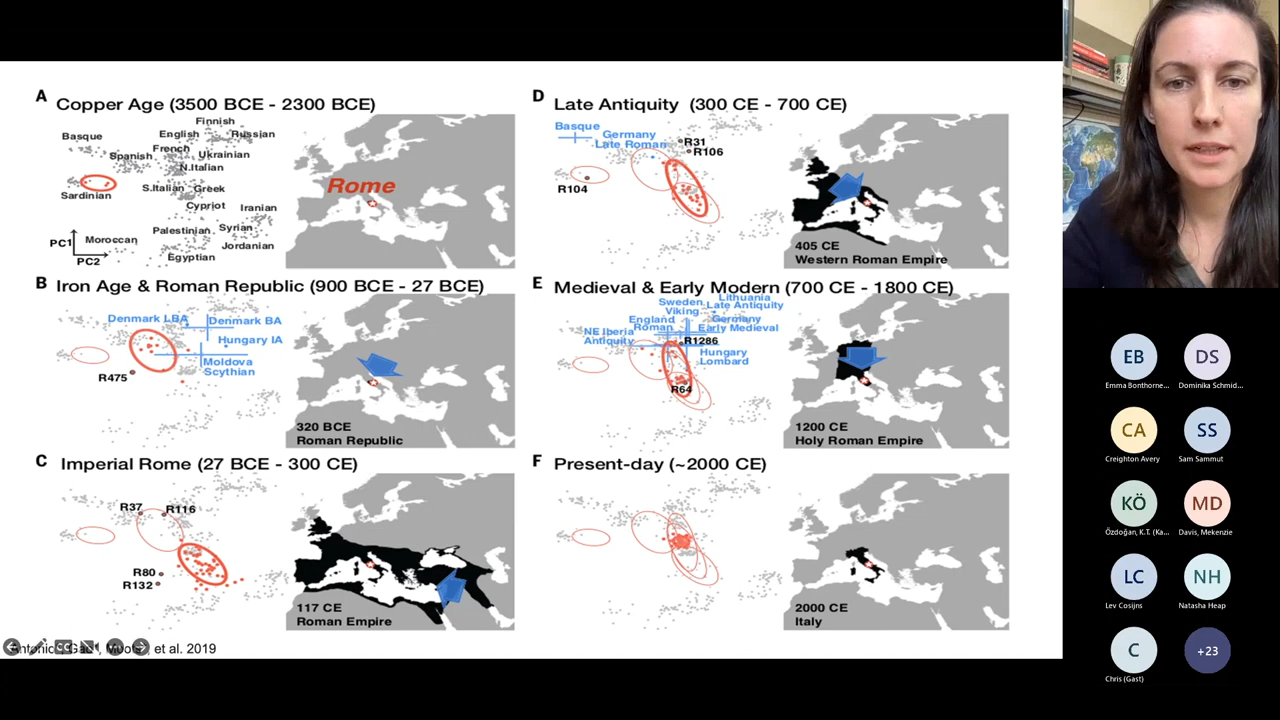 A Copper Age (3500 BCE - 2300 BCE)
Finnish
Basque
English
Russian
French
Spanish
Ukrainian
N.Italian
Sardinian
S.Italian
Greek
Cypriot
Iranian
Palestinian
Syrian
PC1
Moroccan
Jordanian
PC2
Egyptian
Rome
B Iron Age & Roman Republic (900 BCE - 27 BCE)
Denmark LBA
Denmark BA
Hungary IA
Moldova
Scythian
R475
320 BCE
Roman Republic
C Imperial Rome (27 BCE - 300 CE)
R37
R116
R80
R132
117 CE
Roman Empire
D Late Antiquity (300 CE - 700 CE)
Basque
Germany
Late Roman
R31
R106
R104
405 CE
Western Roman Empire
E Medieval & Early Modern (700 CE - 1800 CE)
Lithuania
Late Antiquity
Sweden
Viking
England
Roman
Germany
Early Medieval
NE Iberia
Antiquity
R1286
Hungary
Lombard
R64
1200 CE
Holy Roman Empire
F Present-day (~2000 CE)
2000 CE
Italy
et al. 2019
CC
EB
DS
Emma Bonthorne...
Dominika Schmid...
CA
SS
Creighton Avery
Sam Sammut
KÖ
MD
Özdoğan, K.T. (Ka...
Davis, Mekenzie
LC
NH
Lev Cosijns
Natasha Heap
C
+23
Chris (Gast)